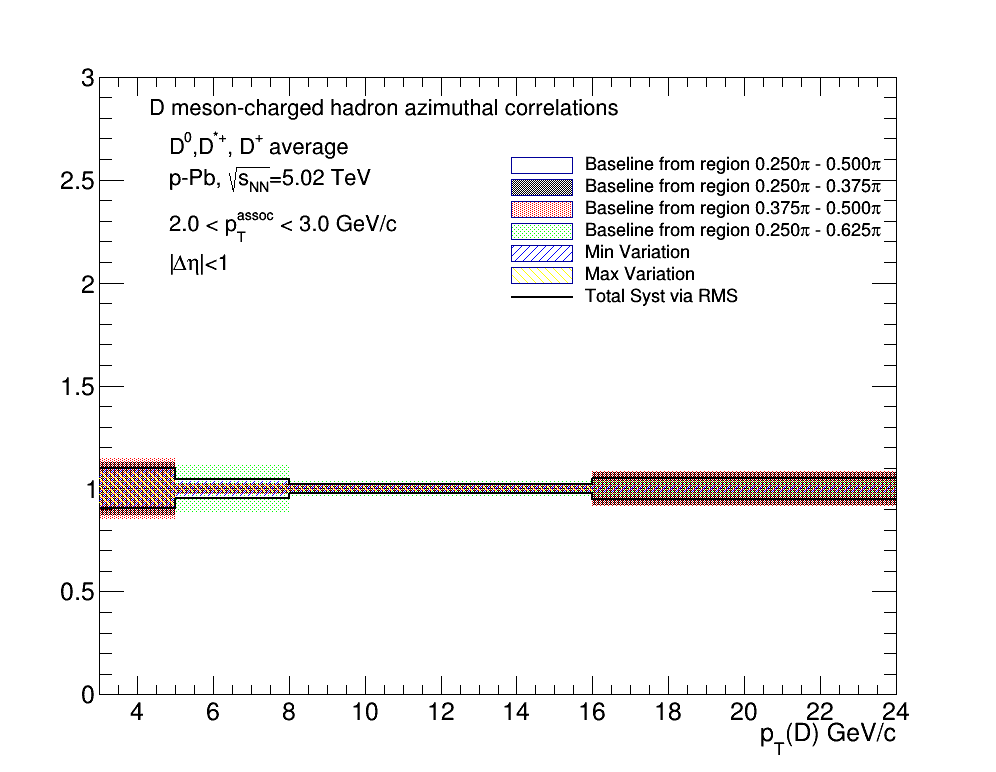 D meson-charged hadron azimuthal correlations
D⁰,D*⁺, D⁺ average
p-Pb, √sNN=5.02 TeV
2.0 < pTassoc < 3.0 GeV/c
|Δη|<1
Baseline from region 0.250π - 0.500π
Baseline from region 0.250π - 0.375π
Baseline from region 0.375π - 0.500π
Baseline from region 0.250π - 0.625π
Min Variation
Max Variation
Total Syst via RMS
3
2.5
2
1.5
1
0.5
0
4 6 8 10 12 14 16 18 20 22 24
pT(D) GeV/c